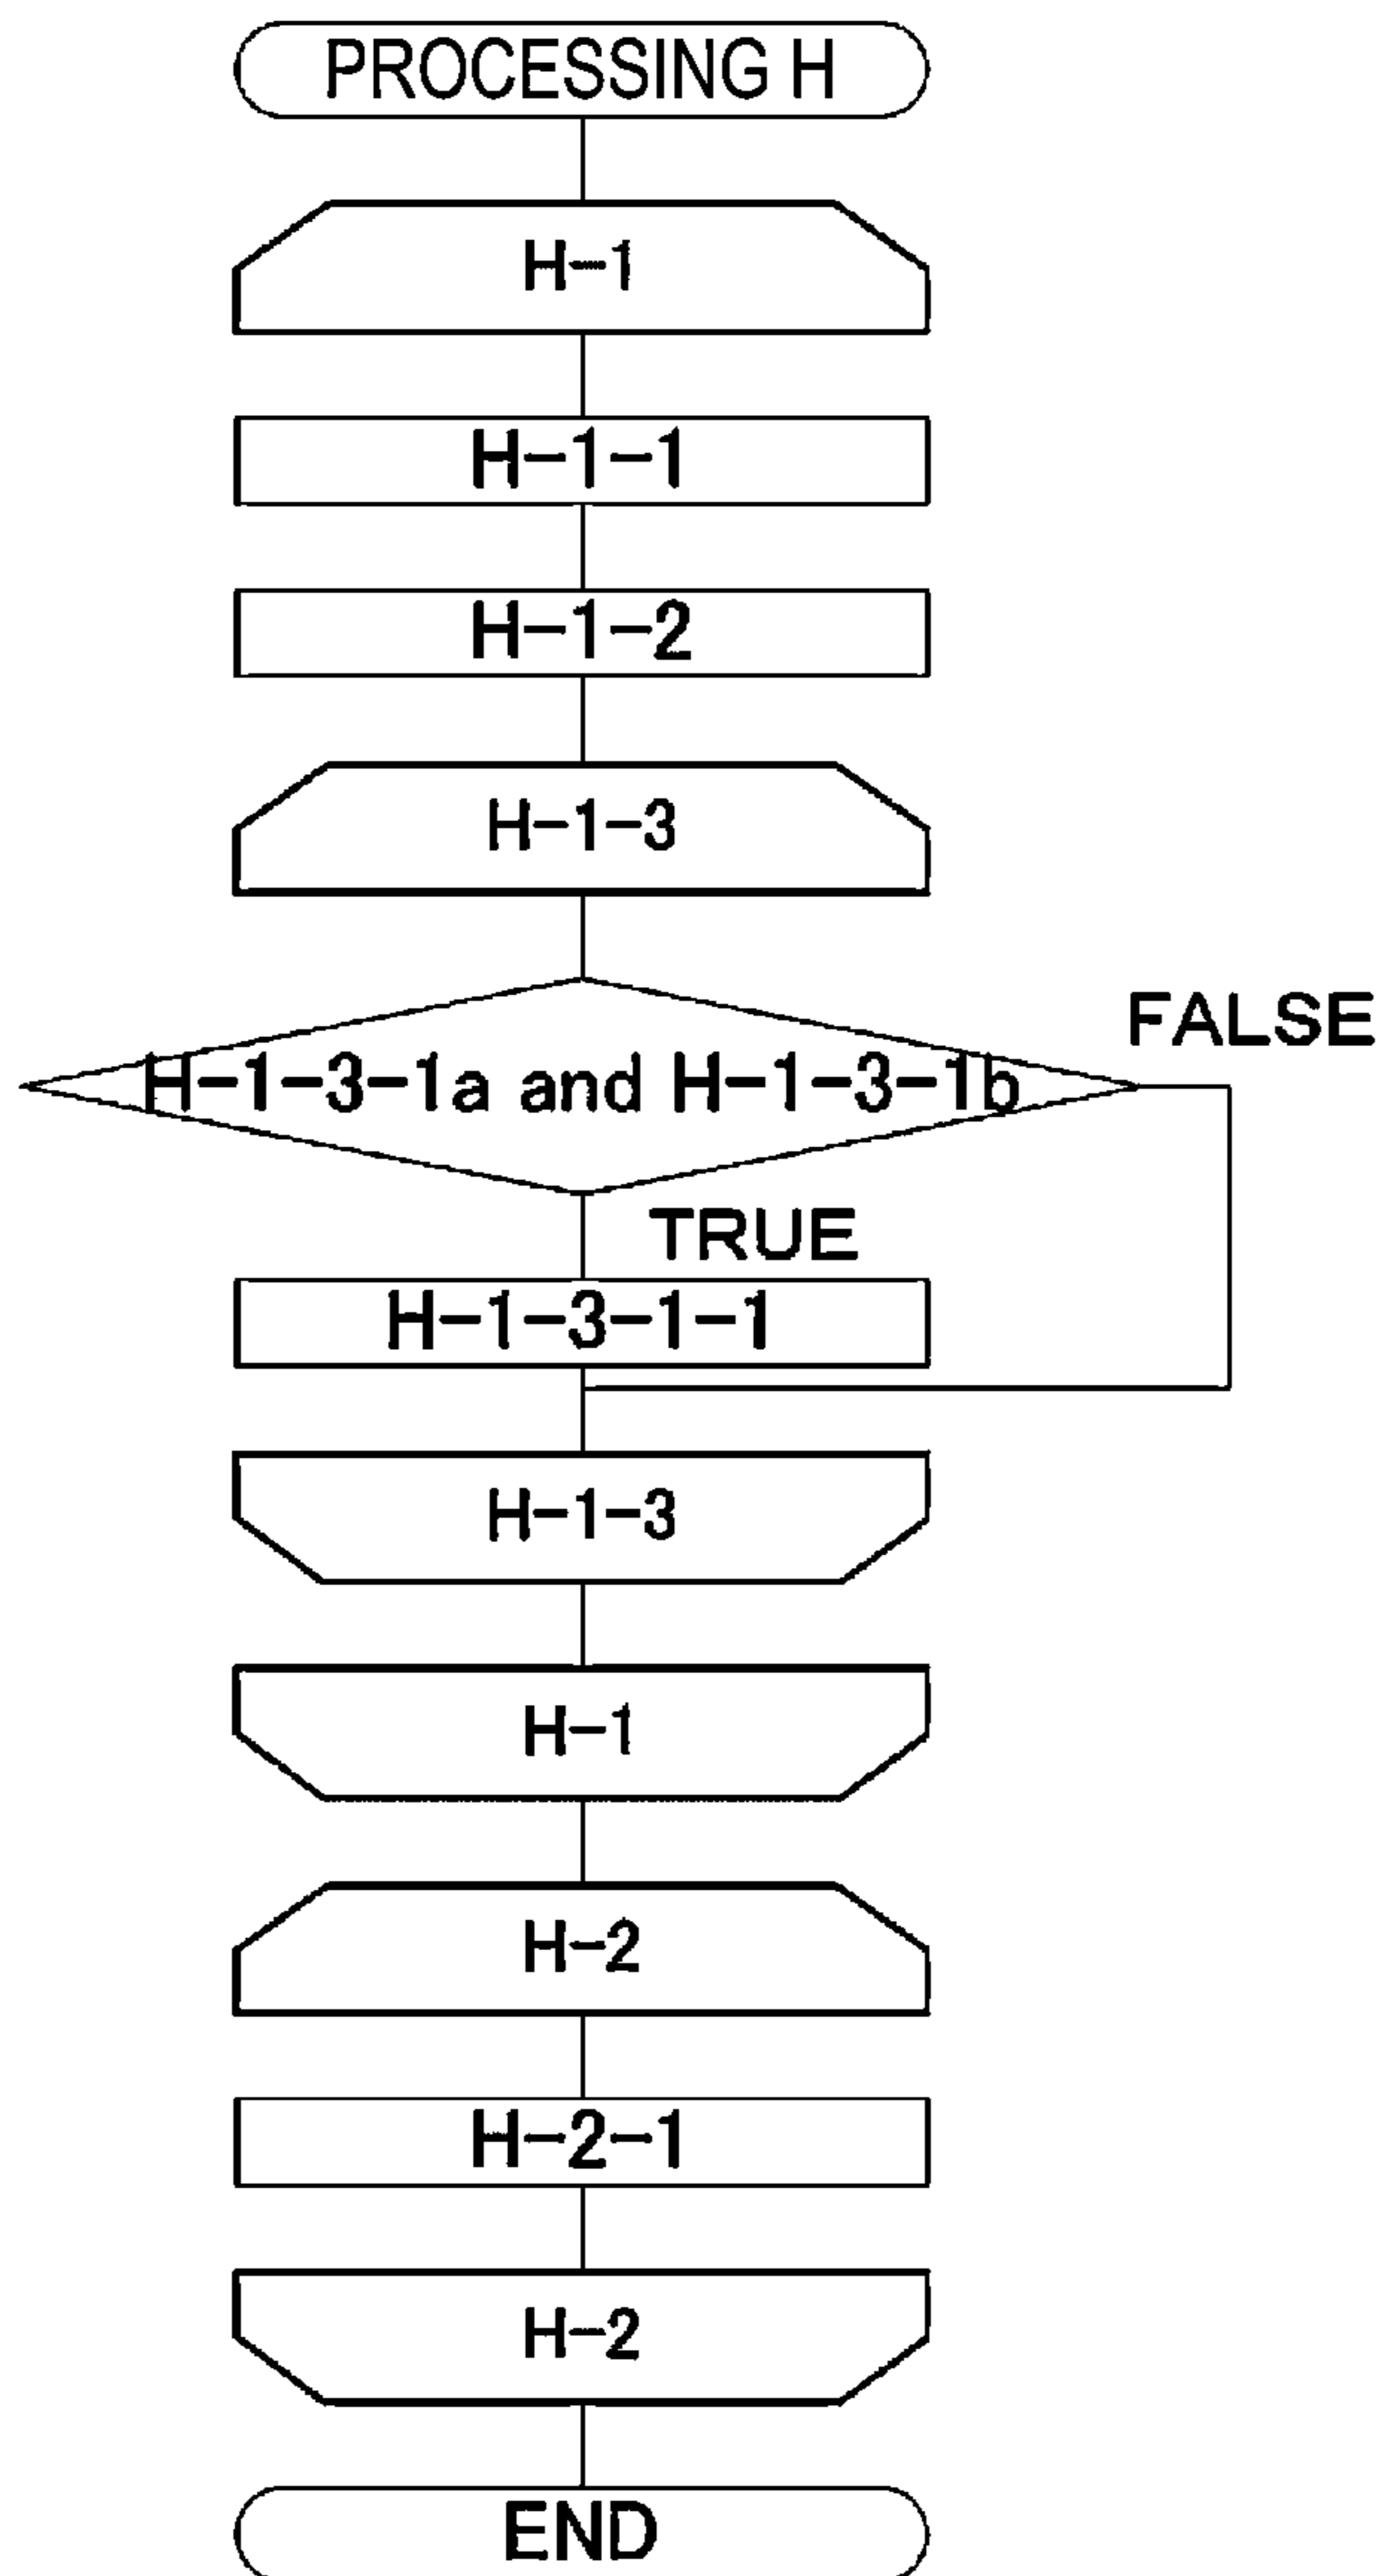 PROCESSING H
H-1
H-1-1
H-1-2
H-1-3
FALSE
H-1-3-1a and H-1-3-1b
TRUE
H-1-3-1-1
H-1-3
H-1
H-2
H-2-1
H-2
END